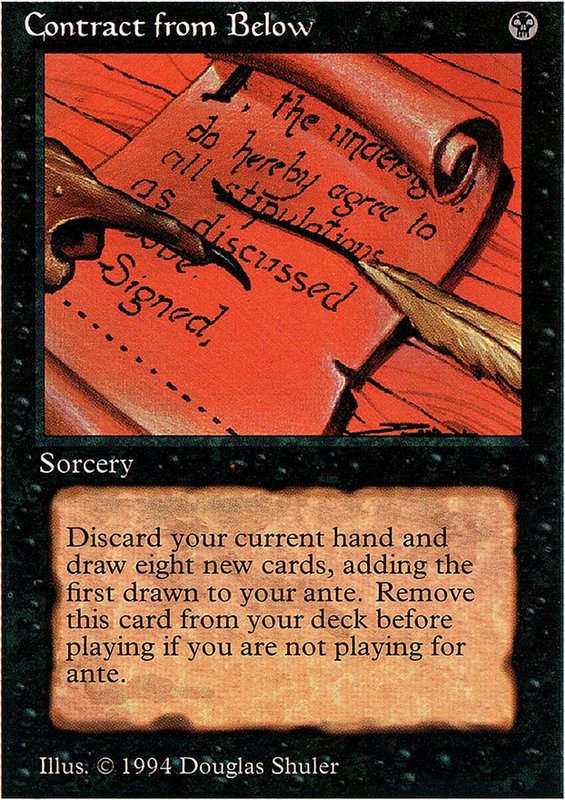 Contract from Below
I, the undersigned,
do hereby agree to
all stipulations
as discussed
Signed,
Sorcery
Discard your current hand and
draw eight new cards, adding the
first drawn to your ante. Remove
this card from your deck before
playing if you are not playing for
ante.
Illus. © 1994 Douglas Shuler